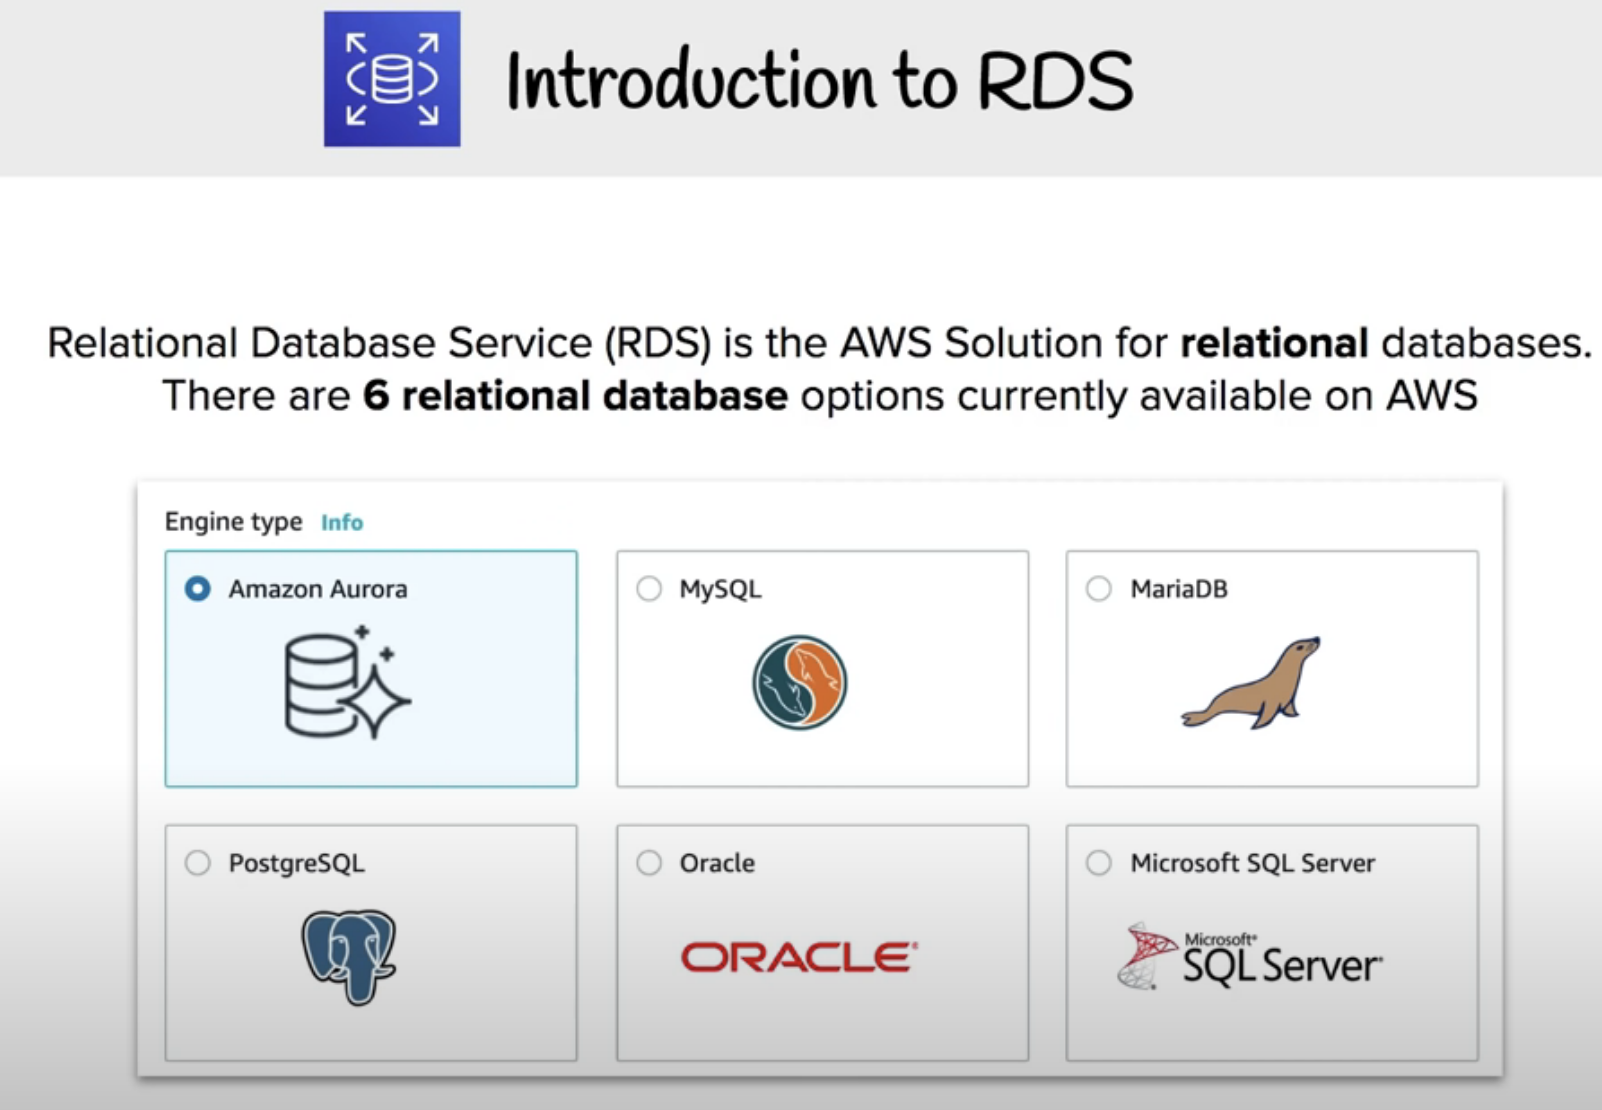 Introduction to RDS
Relational Database Service (RDS) is the AWS Solution for relational databases.
There are 6 relational database options currently available on AWS
Engine type Info
Amazon Aurora
MySQL
MariaDB
PostgreSQL
Oracle
Microsoft SQL Server
ORACLE®
Microsoft®
SQL Server®